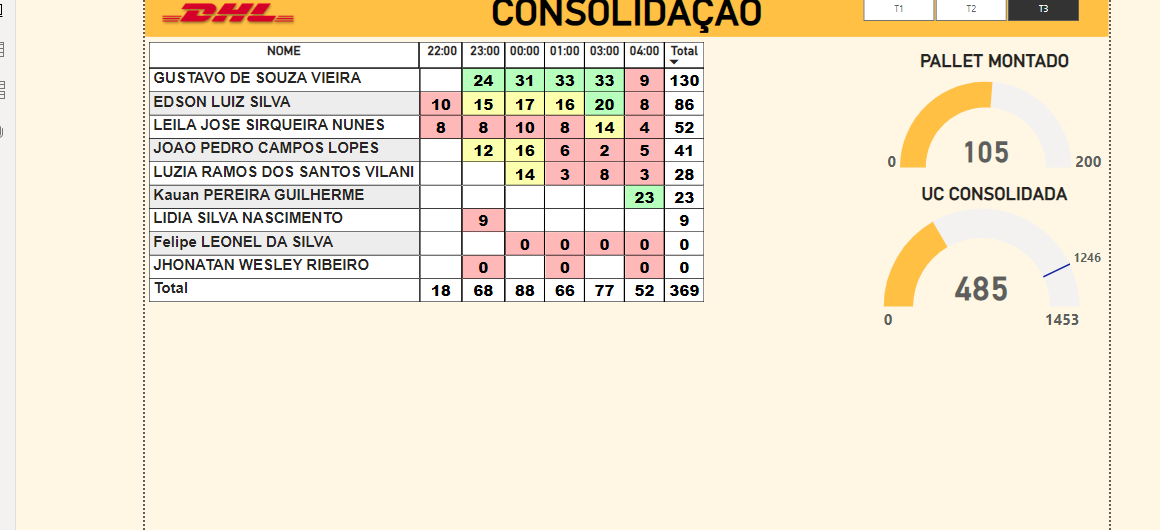 DHL
CONSOLIDAÇÃO
T1 T2 T3
NOME 22:00 23:00 00:00 01:00 03:00 04:00 Total
GUSTAVO DE SOUZA VIEIRA 24 31 33 33 9 130
EDSON LUIZ SILVA 10 15 17 16 20 8 86
LEILA JOSE SIRQUEIRA NUNES 8 8 10 8 14 4 52
JOAO PEDRO CAMPOS LOPES 12 16 6 2 5 41
LUZIA RAMOS DOS SANTOS VILANI 14 3 8 3 28
Kauan PEREIRA GUILHERME 23 23
LIDIA SILVA NASCIMENTO 9 9
Felipe LEONEL DA SILVA 0 0 0 0 0
JHONATAN WESLEY RIBEIRO 0 0 0 0
Total 18 68 88 66 77 52 369
PALLET MONTADO
105
0 200
UC CONSOLIDADA
1246
485
0 1453